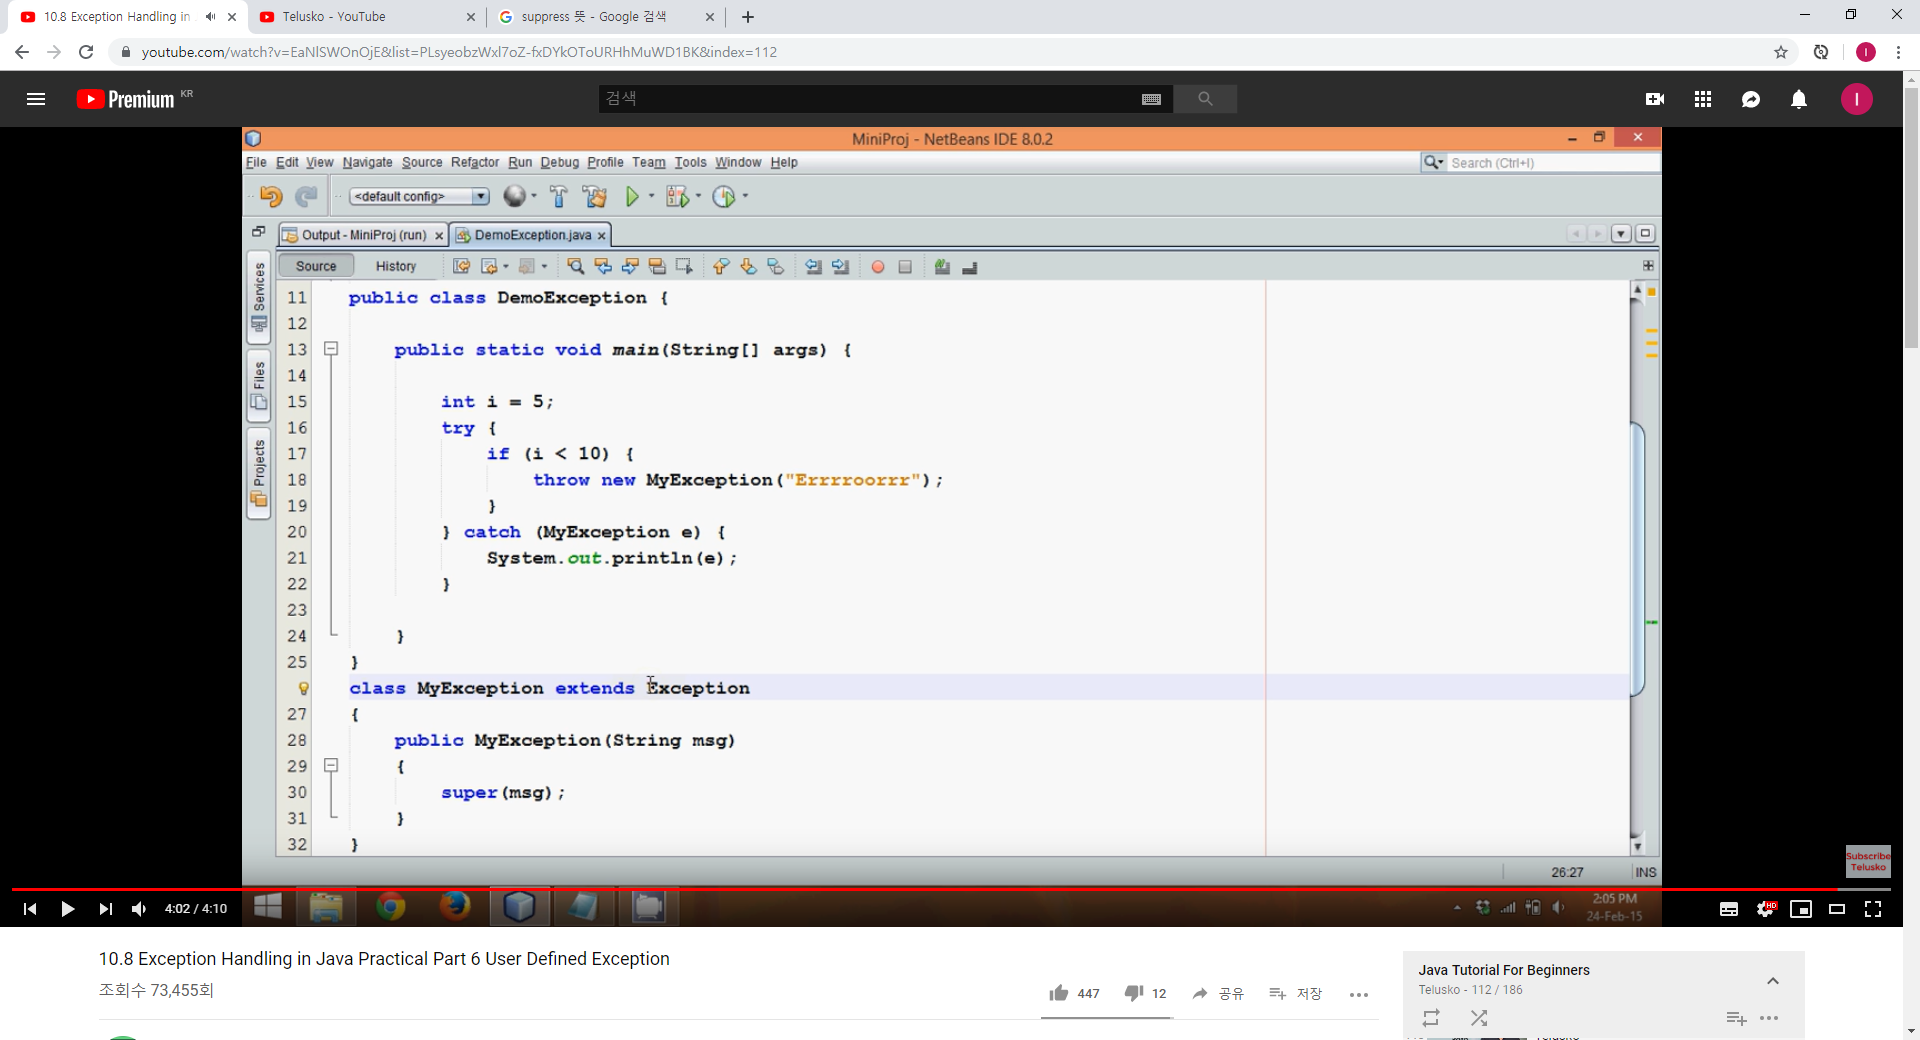 10.8 Exception Handling in
Telusko - YouTube
suppress 뜻 - Google 검색
youtube.com/watch?v=EaNlSWOnOjE&list=PLsyeobzWxl7oZ-fxDYkOToURHhMuWD1BK&index=112
I
Premium KR
검색
I
MiniProj - NetBeans IDE 8.0.2
File Edit View Navigate Source Refactor Run Debug Profile Team Tools Window Help
Search (Ctrl+I)
<default config>
Output - MiniProj (run)
DemoException.java
Source
History
Services
Files
Projects
11 public class DemoException {
12
13 public static void main(String[] args) {
14
15 int i = 5;
16 try {
17 if (i < 10) {
18 throw new MyException("Errrroorrr");
19 }
20 } catch (MyException e) {
21 System.out.println(e);
22 }
23
24 }
25 }
class MyException extends Exception
27 {
28 public MyException(String msg)
29 {
30 super(msg);
31 }
32 }
Subscribe
Telusko
26:27
INS
4:02 / 4:10
2:05 PM
24-Feb-15
HD
10.8 Exception Handling in Java Practical Part 6 User Defined Exception
조회수 73,455회
447
12
공유
저장
Java Tutorial For Beginners
Telusko - 112 / 186